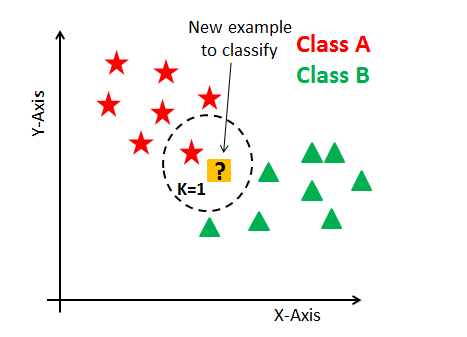 New example
to classify
Class A
Class B
Y-Axis
?
K=1
X-Axis